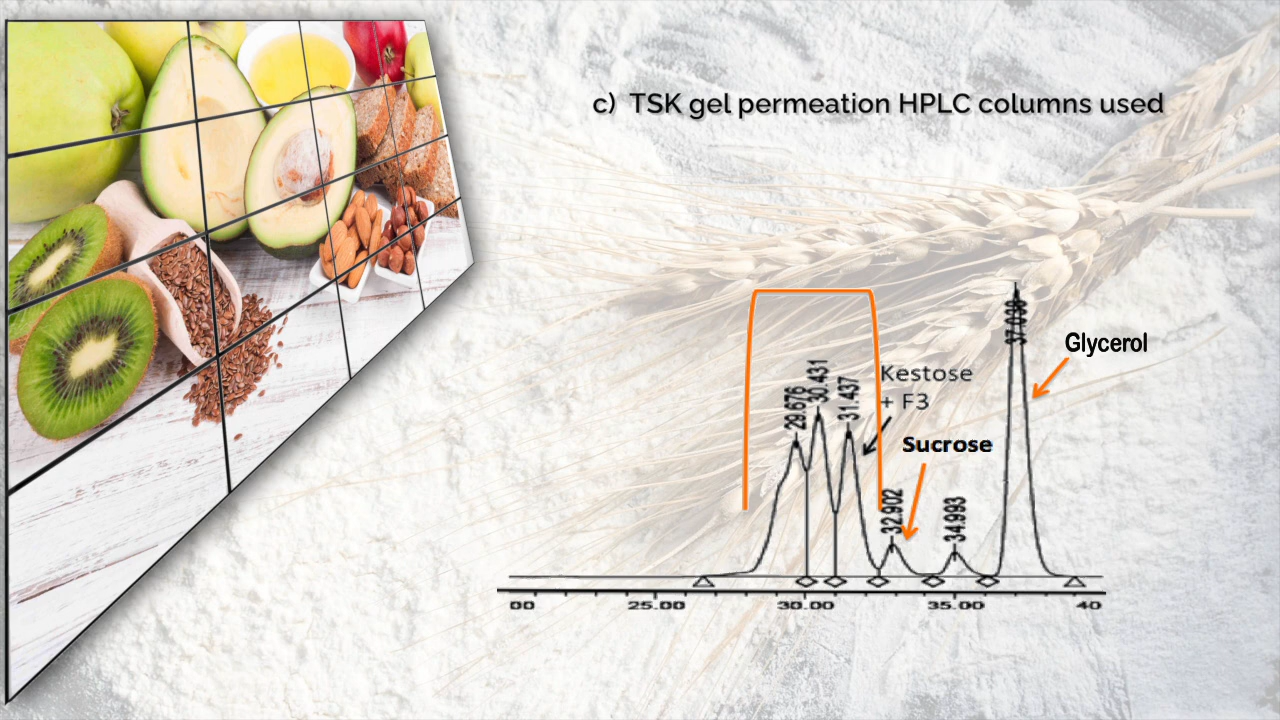 c) TSK gel permeation HPLC columns used
37.038
Glycerol
29.676
30.431
31.437
Kestose
+ F3
Sucrose
32.902
34.993
00 25.00 30.00 35.00 40